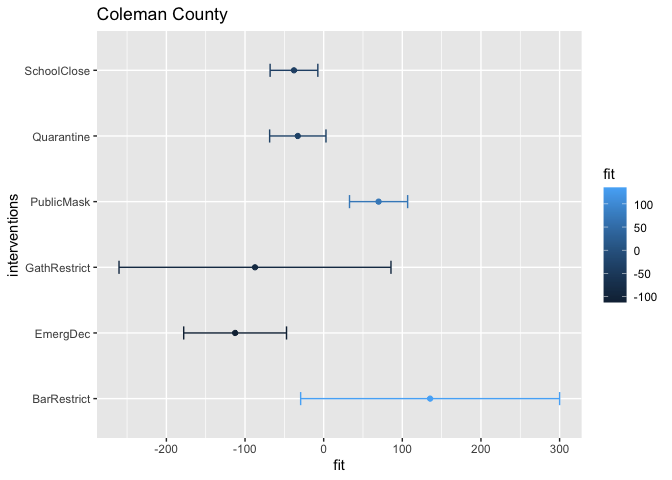 Coleman County
interventions
SchoolClose
Quarantine
PublicMask
GathRestrict
EmergDec
BarRestrict
-200 -100 0 100 200 300
fit
fit
100
50
0
-50
-100